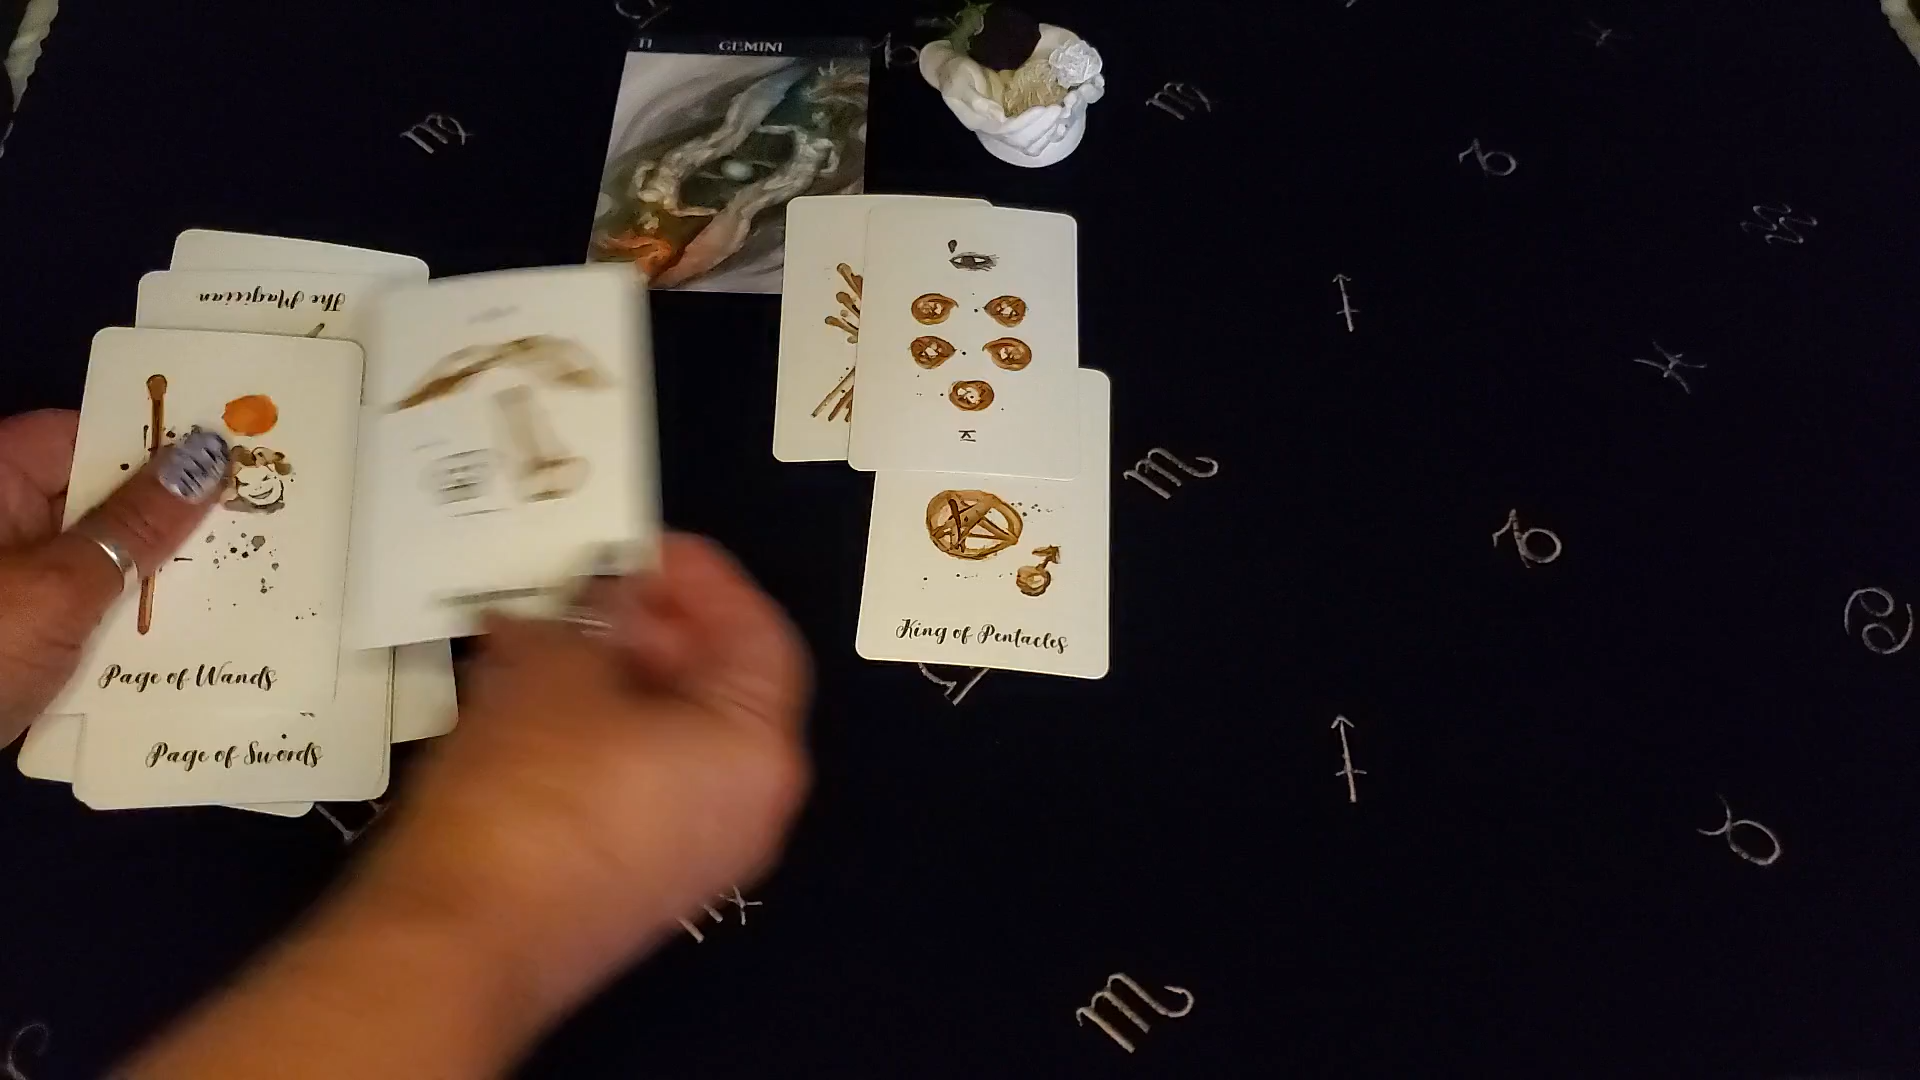 GEMINI
The Magician
Page of Wands
Page of Swords
King of Pentacles